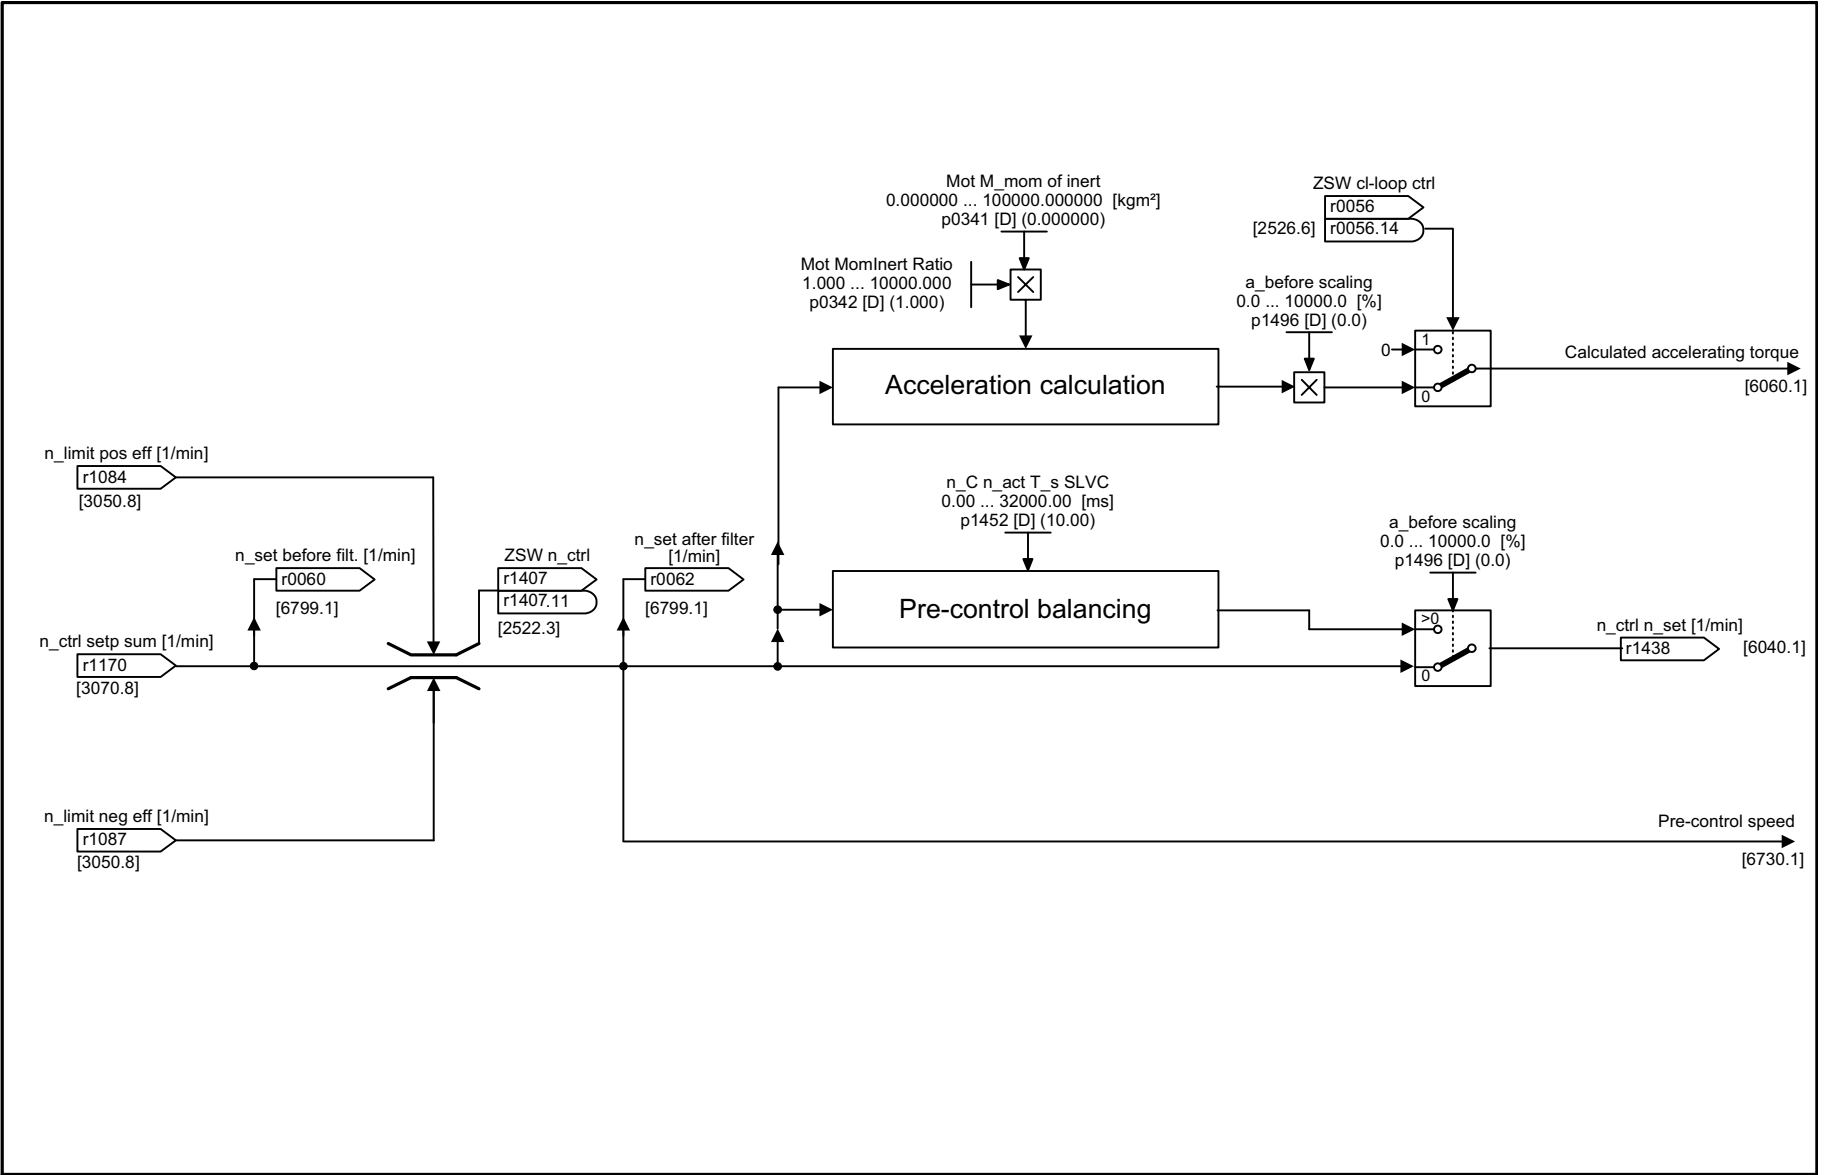 Mot M_mom of inert
0.000000 ... 100000.000000 [kgm²]
p0341 [D] (0.000000)
Mot MomInert Ratio
1.000 ... 10000.000
p0342 [D] (1.000)
ZSW cl-loop ctrl
r0056
[2526.6] r0056.14
a_before scaling
0.0 ... 10000.0 [%]
p1496 [D] (0.0)
1
0
0
Calculated accelerating torque
[6060.1]
Acceleration calculation
n_limit pos eff [1/min]
r1084
[3050.8]
n_set before filt. [1/min]
r0060
[6799.1]
ZSW n_ctrl
r1407
r1407.11
[2522.3]
n_set after filter
[1/min]
r0062
[6799.1]
n_C n_act T_s SLVC
0.00 ... 32000.00 [ms]
p1452 [D] (10.00)
Pre-control balancing
a_before scaling
0.0 ... 10000.0 [%]
p1496 [D] (0.0)
>0
0
n_ctrl n_set [1/min]
r1438
[6040.1]
n_ctrl setp sum [1/min]
r1170
[3070.8]
n_limit neg eff [1/min]
r1087
[3050.8]
Pre-control speed
[6730.1]